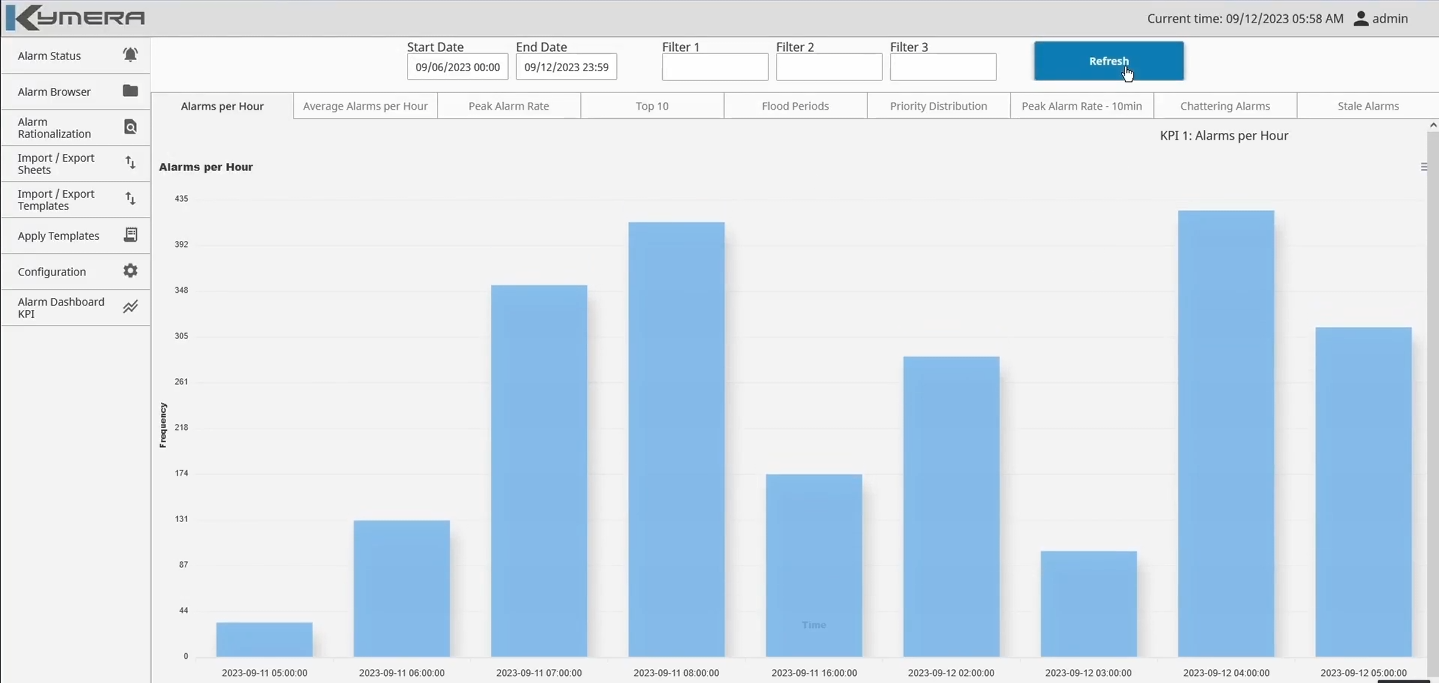 KYMERA
Current time: 09/12/2023 05:58 AM admin
Alarm Status
Alarm Browser
Alarm
Rationalization
Import / Export
Sheets
Import / Export
Templates
Apply Templates
Configuration
Alarm Dashboard
KPI
Start Date End Date Filter 1 Filter 2 Filter 3
09/06/2023 00:00 09/12/2023 23:59 Refresh
Alarms per Hour Average Alarms per Hour Peak Alarm Rate Top 10 Flood Periods Priority Distribution Peak Alarm Rate - 10min Chattering Alarms Stale Alarms
KPI 1: Alarms per Hour
Alarms per Hour
435
392
348
305
261
218
174
131
87
44
0
Frequency
Time
2023-09-11 05:00:00 2023-09-11 06:00:00 2023-09-11 07:00:00 2023-09-11 08:00:00 2023-09-11 16:00:00 2023-09-12 02:00:00 2023-09-12 03:00:00 2023-09-12 04:00:00 2023-09-12 05:00:00